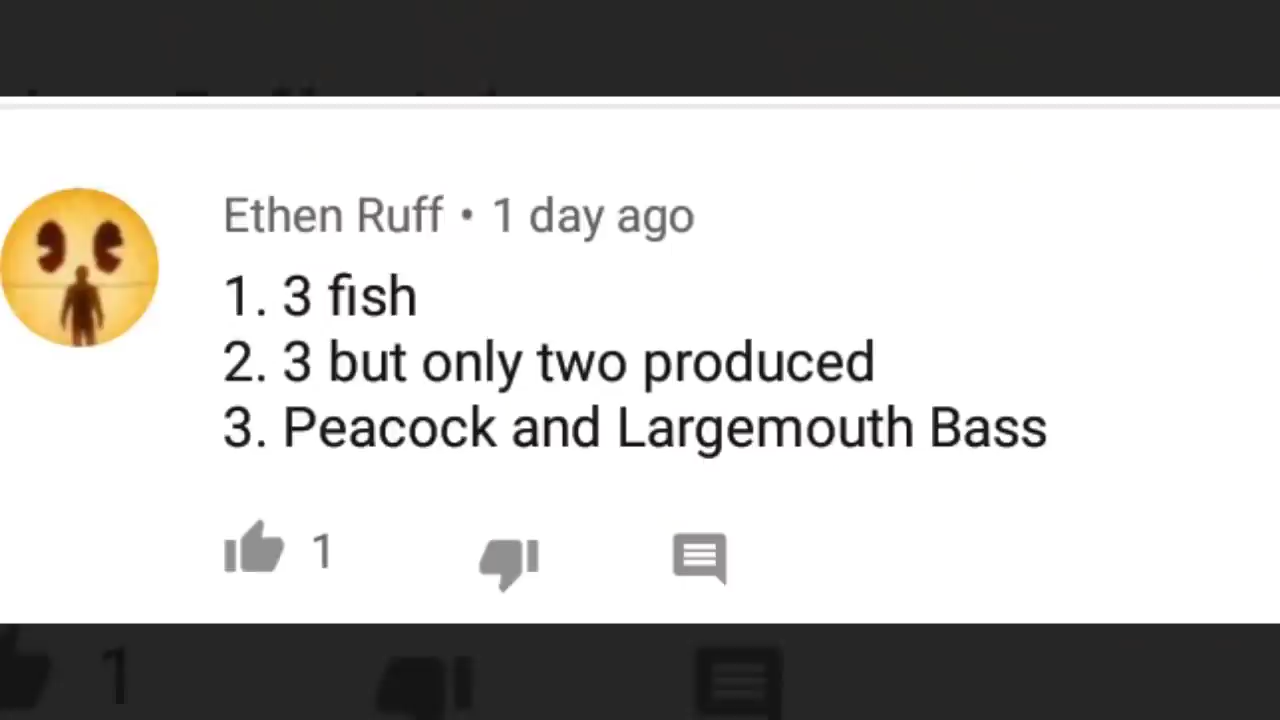 Ethen Ruff • 1 day ago
1. 3 fish
2. 3 but only two produced
3. Peacock and Largemouth Bass
1
1